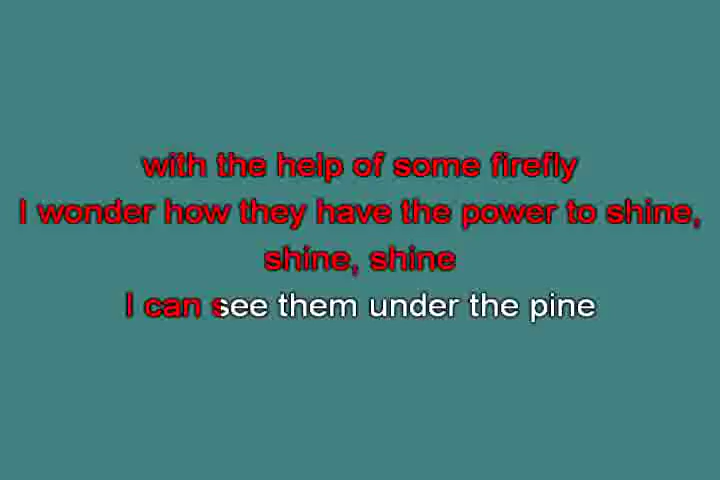 with the help of some firefly
I wonder how they have the power to shine,
shine, shine
I can see them under the pine